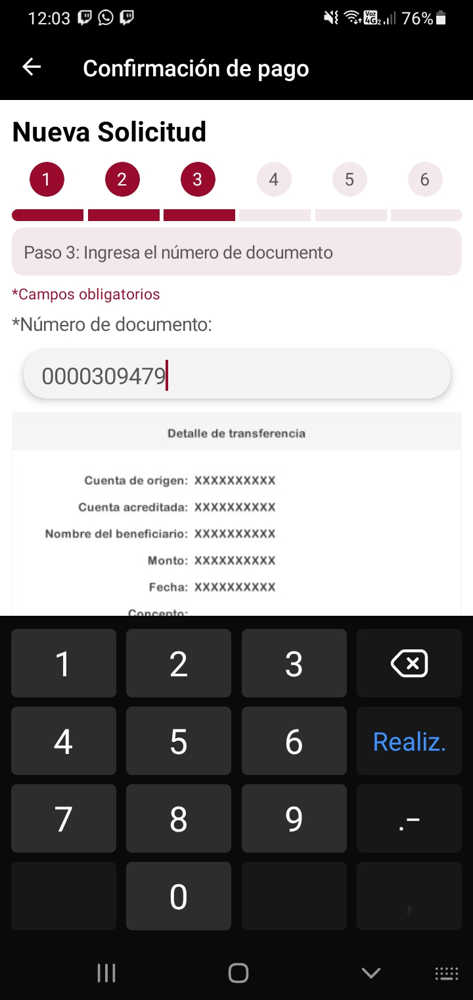 12:03 Voz 4G 2 76%
Confirmación de pago
Nueva Solicitud
1 2 3 4 5 6
Paso 3: Ingresa el número de documento
*Campos obligatorios
*Número de documento:
0000309479
Detalle de transferencia
Cuenta de origen: XXXXXXXXXX
Cuenta acreditada: XXXXXXXXXX
Nombre del beneficiario: XXXXXXXXXX
Monto: XXXXXXXXXX
Fecha: XXXXXXXXXX
Concepto:
1 2 3
4 5 6 Realiz.
7 8 9 .-
0 ,